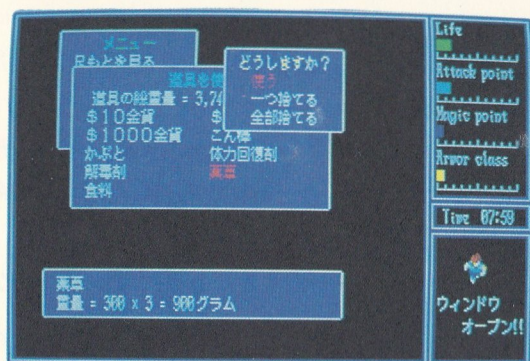 メニュー
足もとを見る
道具を使
道具の総重量 = 3,74
$10金貨
$
$1000金貨
こん棒
かぶと
体力回復剤
解毒剤
薬草
食料
どうしますか?
使う
一つ捨てる
全部捨てる
薬草
重量 = 300 x 3 = 900グラム
Life
Attack point
Magic point
Armor class
Time 07:59
ウィンドウ
オープン!!